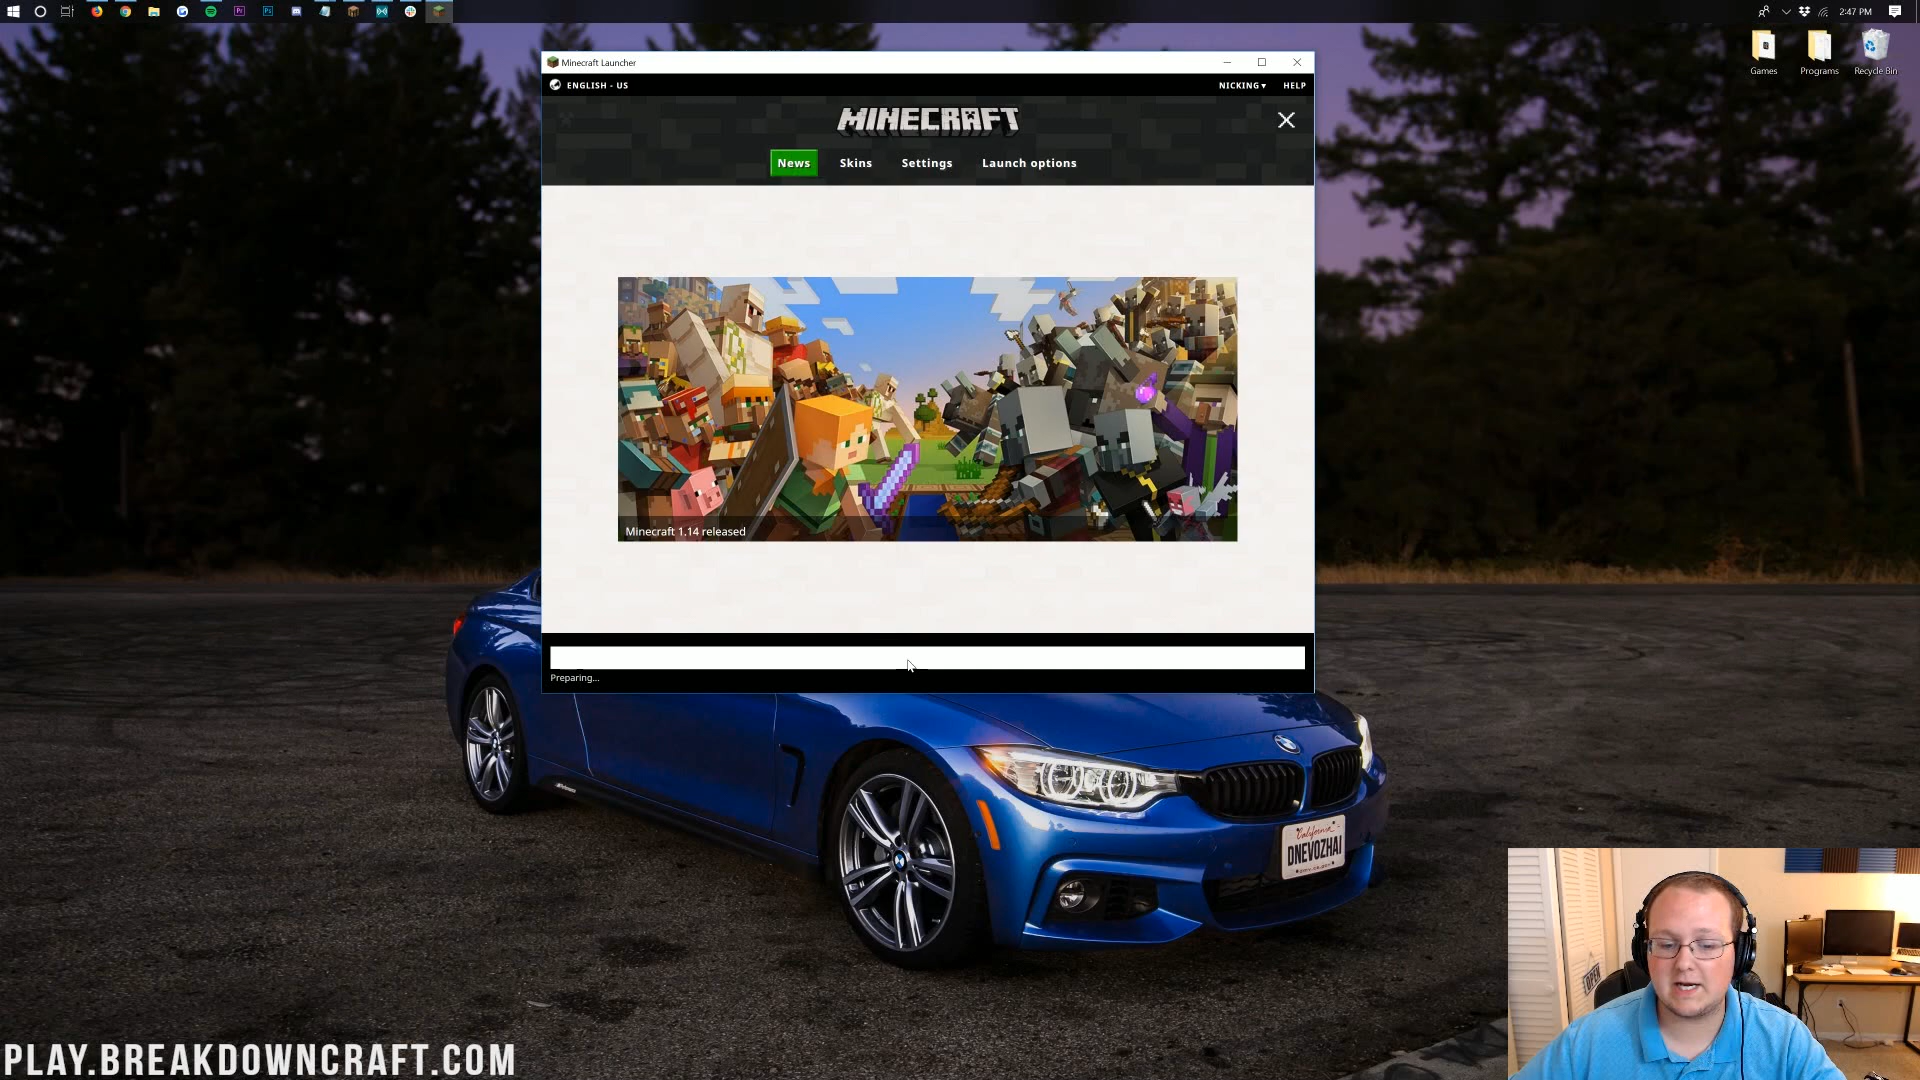 2:47 PM
Games
Programs
Recycle Bin
Minecraft Launcher
ENGLISH - US
NICKING▾
HELP
MINECRAFT
News
Skins
Settings
Launch options
Minecraft 1.14 released
Preparing...
California
DNEVOZHAI
OPEN
PLAY.BREAKDOWNCRAFT.COM